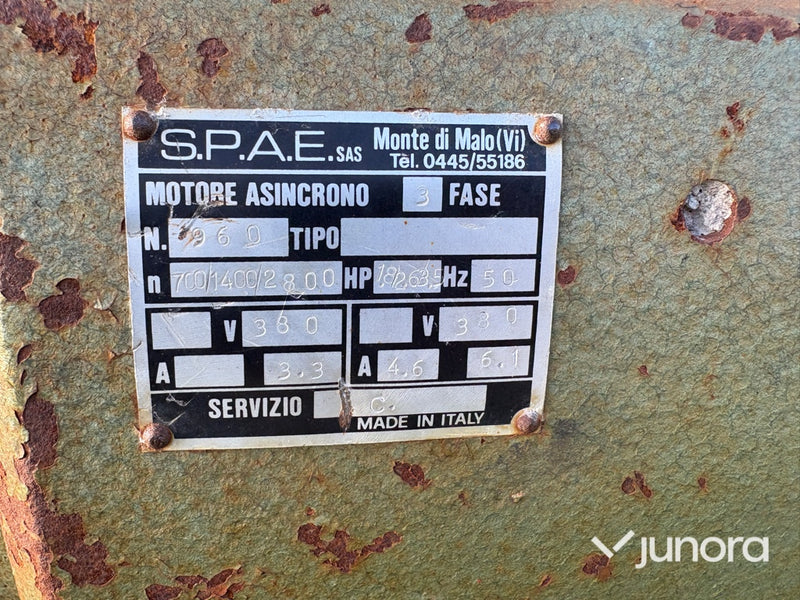 S.P.A.E. SAS Monte di Malo (Vi)
Tel. 0445/55186
MOTORE ASINCRONO 3 FASE
N. 960 TIPO
n 700/1400/2800 HP Hz 50
V 380 V 380
A 3.3 A 4.6 6.1
SERVIZIO C.
MADE IN ITALY
junora